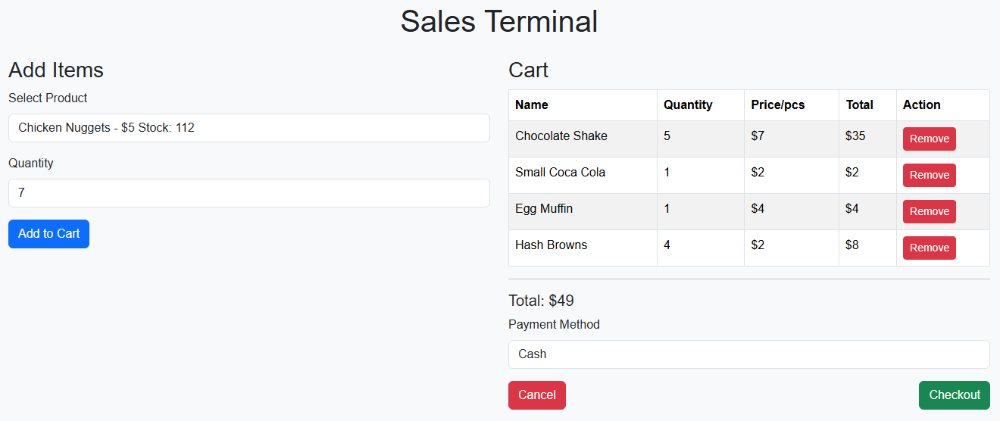 Sales Terminal
Add Items
Select Product
Chicken Nuggets - $5 Stock: 112
Quantity
7
Add to Cart
Cart
Name Quantity Price/pcs Total Action
Chocolate Shake 5 $7 $35 Remove
Small Coca Cola 1 $2 $2 Remove
Egg Muffin 1 $4 $4 Remove
Hash Browns 4 $2 $8 Remove
Total: $49
Payment Method
Cash
Cancel Checkout